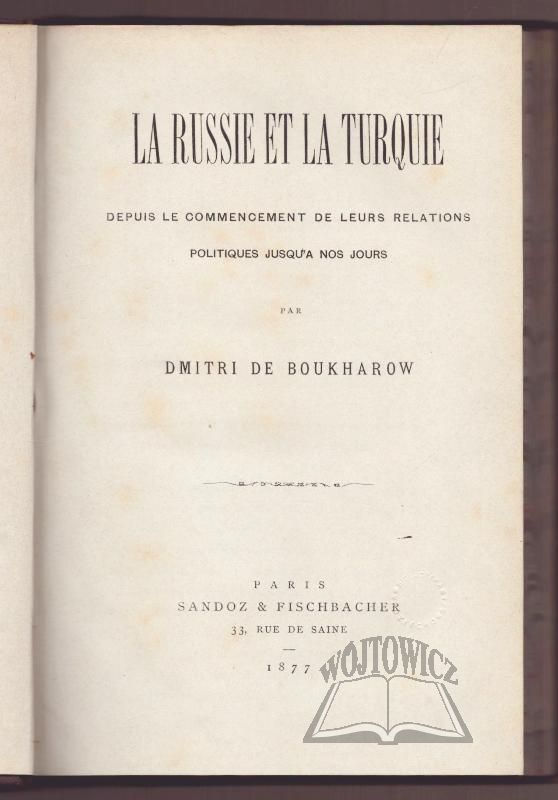 LA RUSSIE ET LA TURQUIE
DEPUIS LE COMMENCEMENT DE LEURS RELATIONS
POLITIQUES JUSQU'A NOS JOURS
PAR
DMITRI DE BOUKHAROW
PARIS
SANDOZ & FISCHBACHER
33, RUE DE SAINE
1877
WÓJTOWICZ